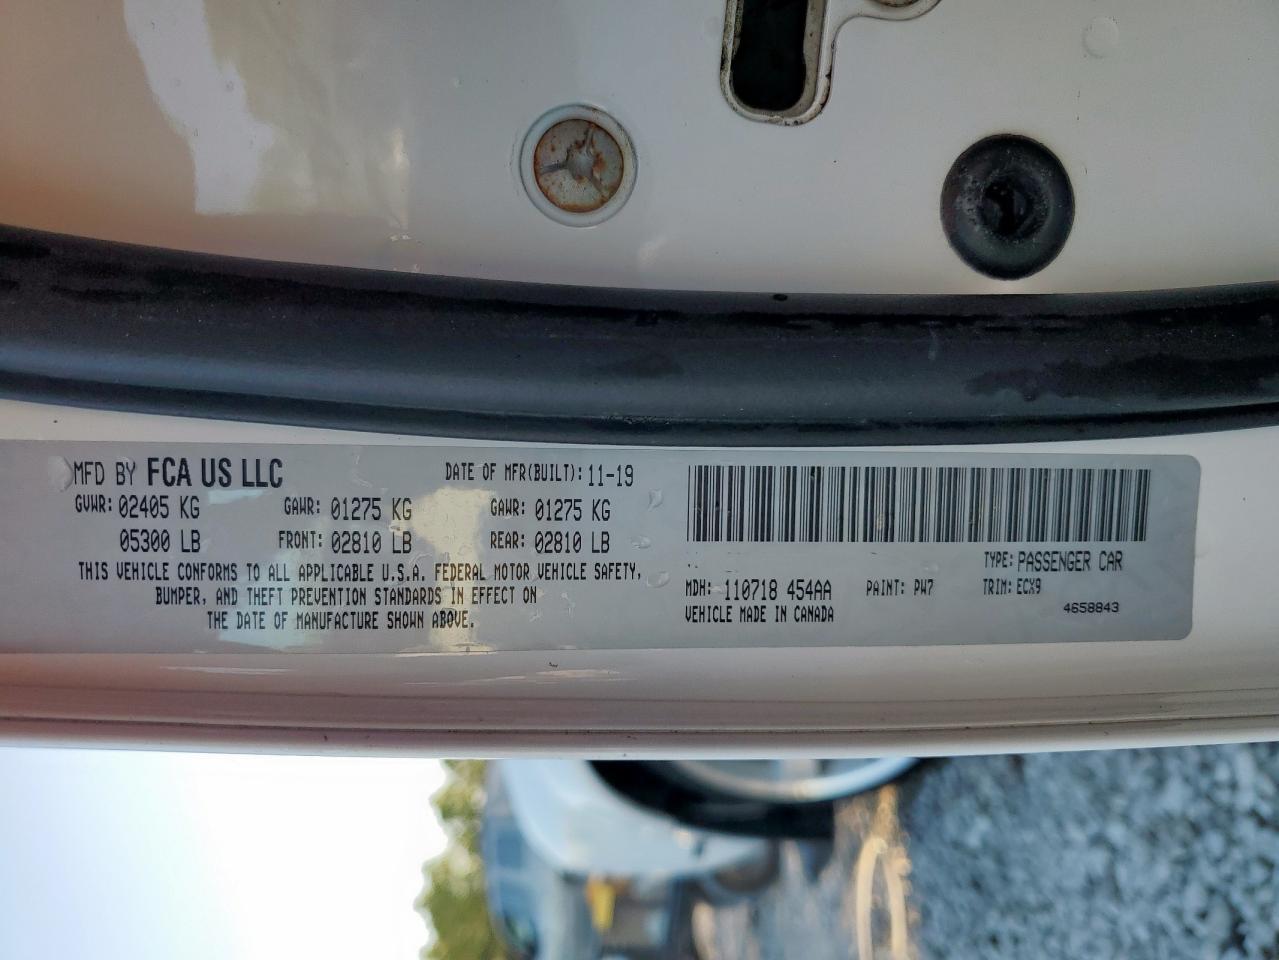 MFD BY FCA US LLC DATE OF MFR(BUILT): 11-19
GVWR: 02405 KG GAWR: 01275 KG GAWR: 01275 KG
05300 LB FRONT: 02810 LB REAR: 02810 LB
THIS VEHICLE CONFORMS TO ALL APPLICABLE U.S.A. FEDERAL MOTOR VEHICLE SAFETY,
BUMPER, AND THEFT PREVENTION STANDARDS IN EFFECT ON
THE DATE OF MANUFACTURE SHOWN ABOVE.
TYPE: PASSENGER CAR
MDH: 110718 454AA PAINT: PW7 TRIM: ECX9
VEHICLE MADE IN CANADA 4658843